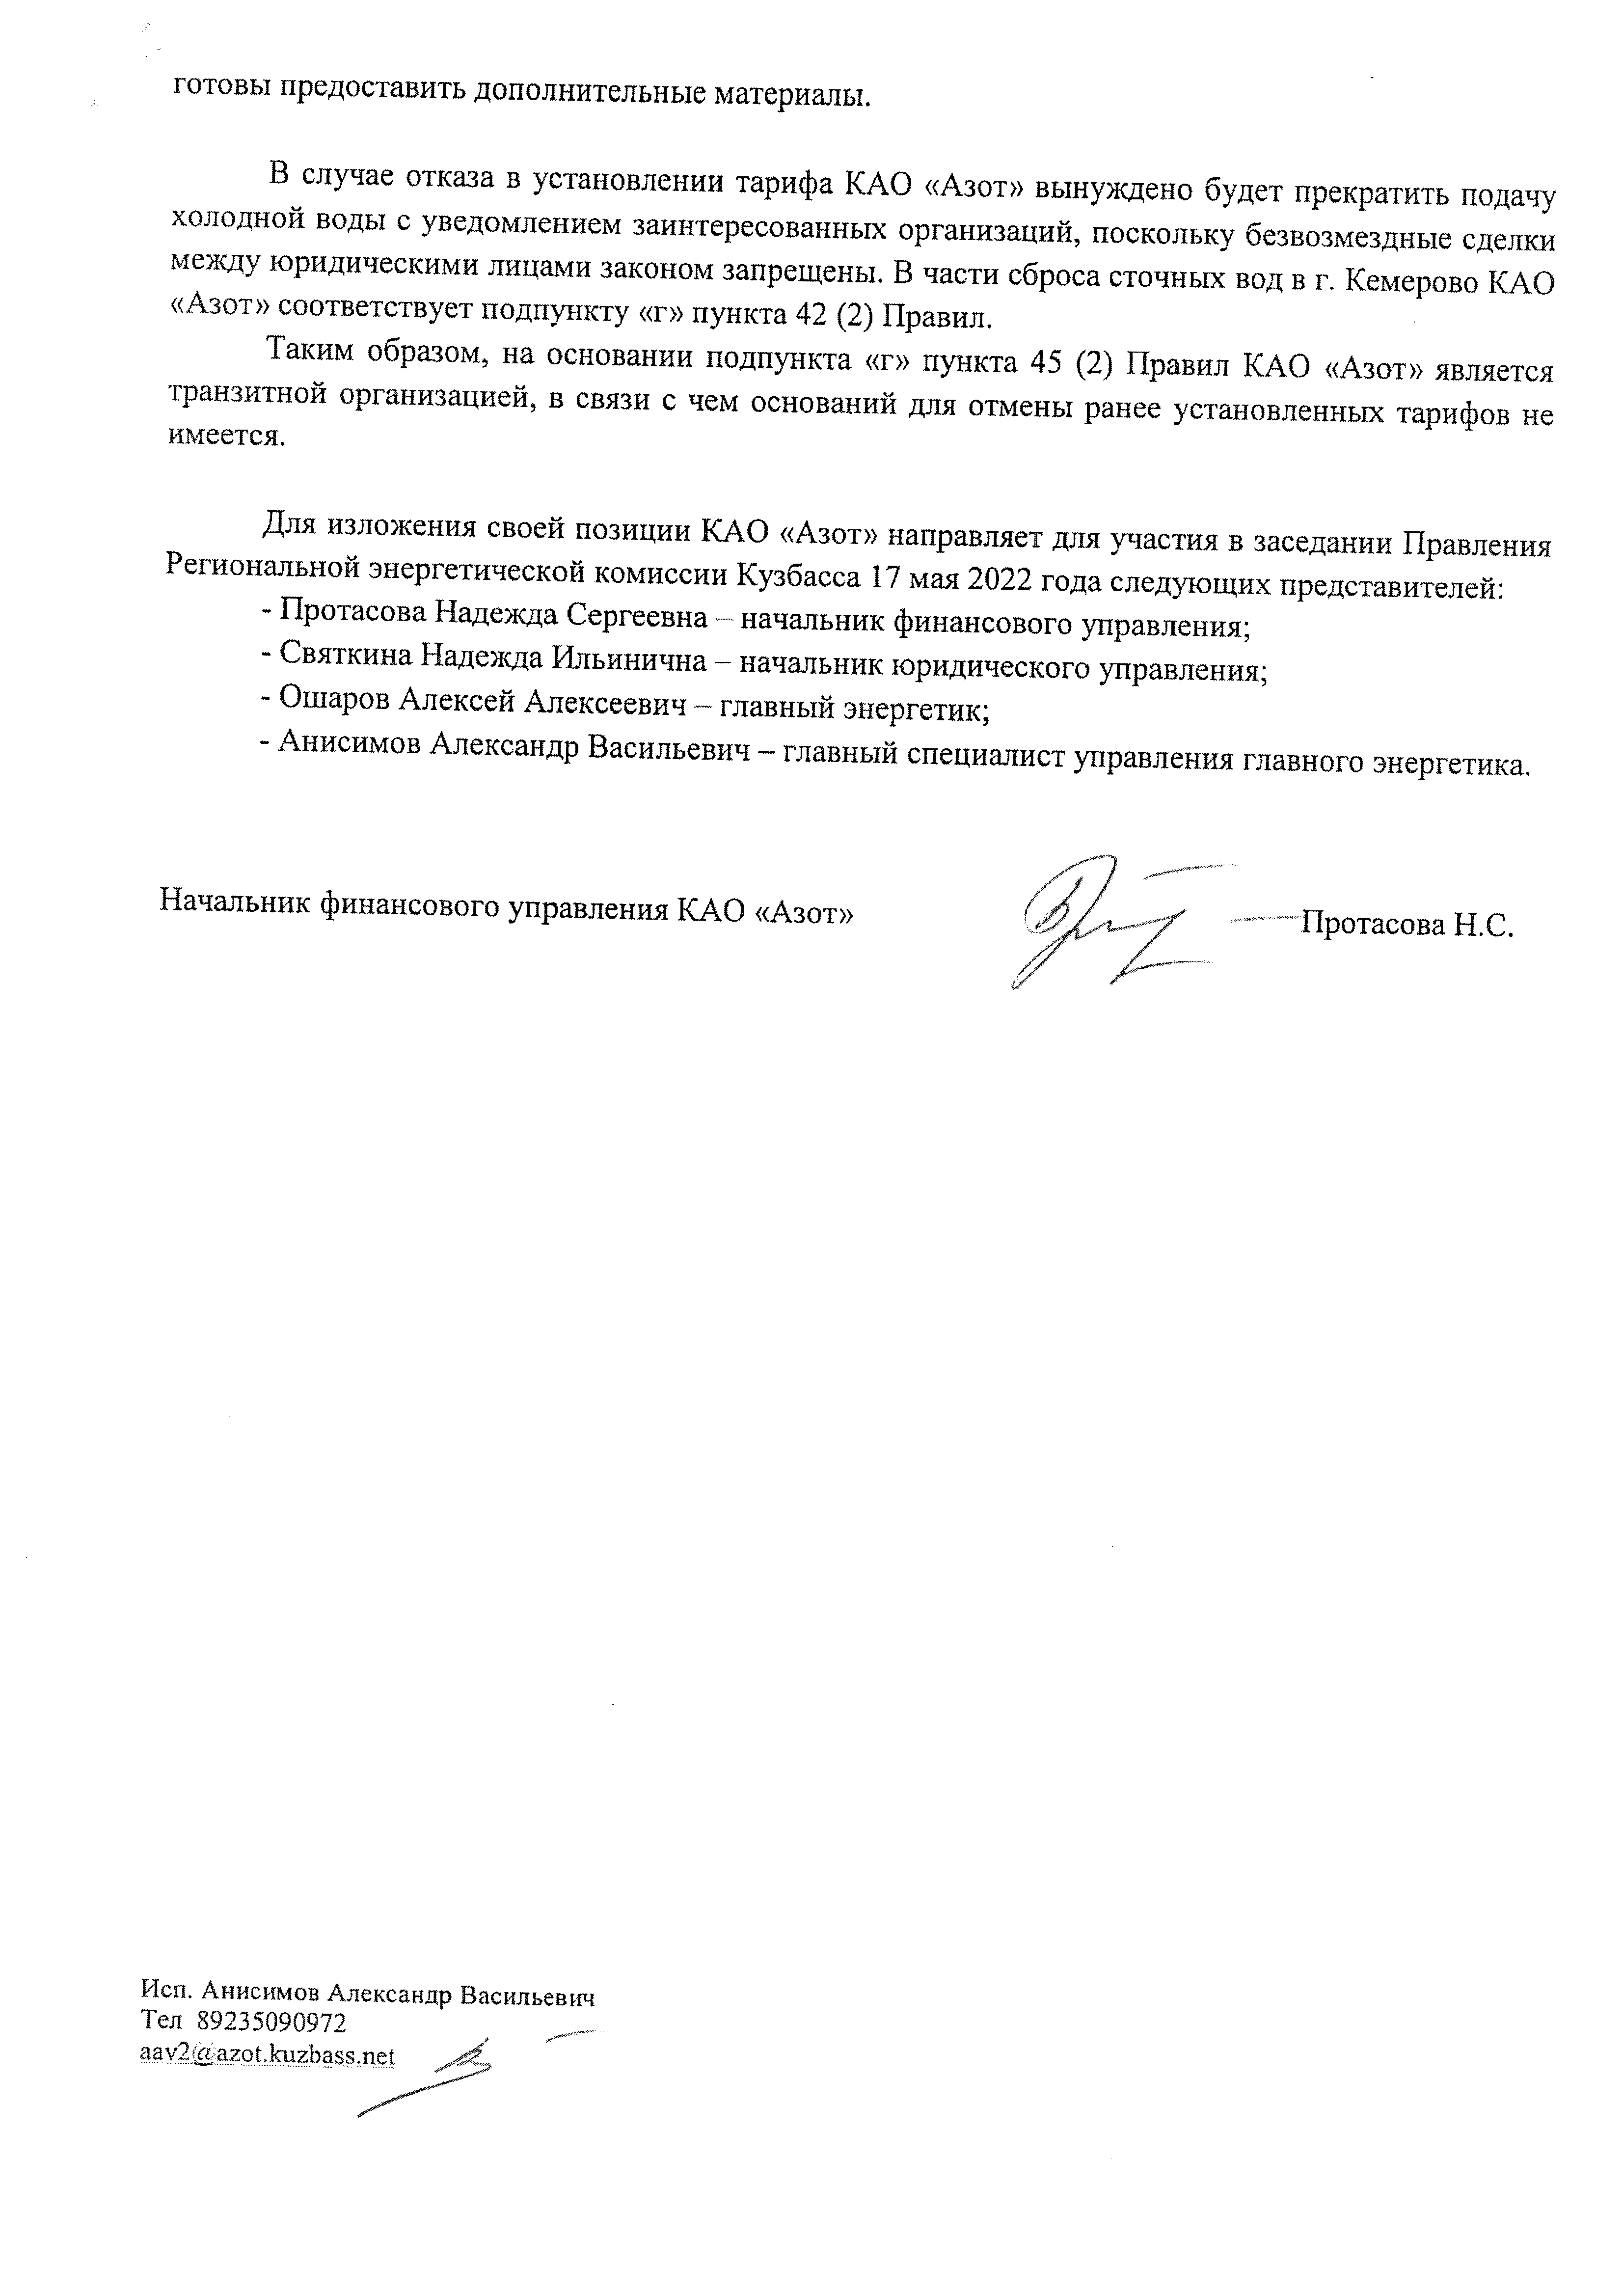 готовы предоставить дополнительные материалы.
В случае отказа в установлении тарифа КАО «Азот» вынуждено будет прекратить подачу
холодной воды с уведомлением заинтересованных организаций, поскольку безвозмездные сделки
между юридическими лицами законом запрещены. В части сброса сточных вод в г. Кемерово КАО
«Азот» соответствует подпункту «г» пункта 42 (2) Правил.
Таким образом, на основании подпункта «г» пункта 45 (2) Правил КАО «Азот» является
транзитной организацией, в связи с чем оснований для отмены ранее установленных тарифов не
имеется.
Для изложения своей позиции КАО «Азот» направляет для участия в заседании Правления
Региональной энергетической комиссии Кузбасса 17 мая 2022 года следующих представителей:
- Протасова Надежда Сергеевна – начальник финансового управления;
- Святкина Надежда Ильинична – начальник юридического управления;
- Ошаров Алексей Алексеевич – главный энергетик;
- Анисимов Александр Васильевич – главный специалист управления главного энергетика.
Начальник финансового управления КАО «Азот» Протасова Н.С.
Исп. Анисимов Александр Васильевич
Тел 89235090972
aav2@azot.kuzbass.net